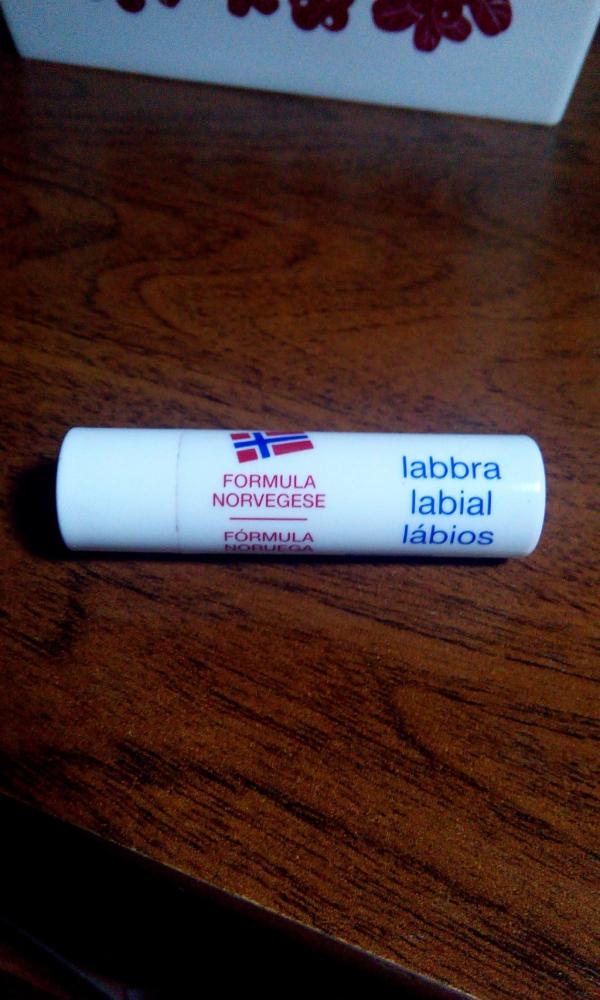 FORMULA
NORVEGESE
FÓRMULA
NORUEGA
labbra
labial
lábios